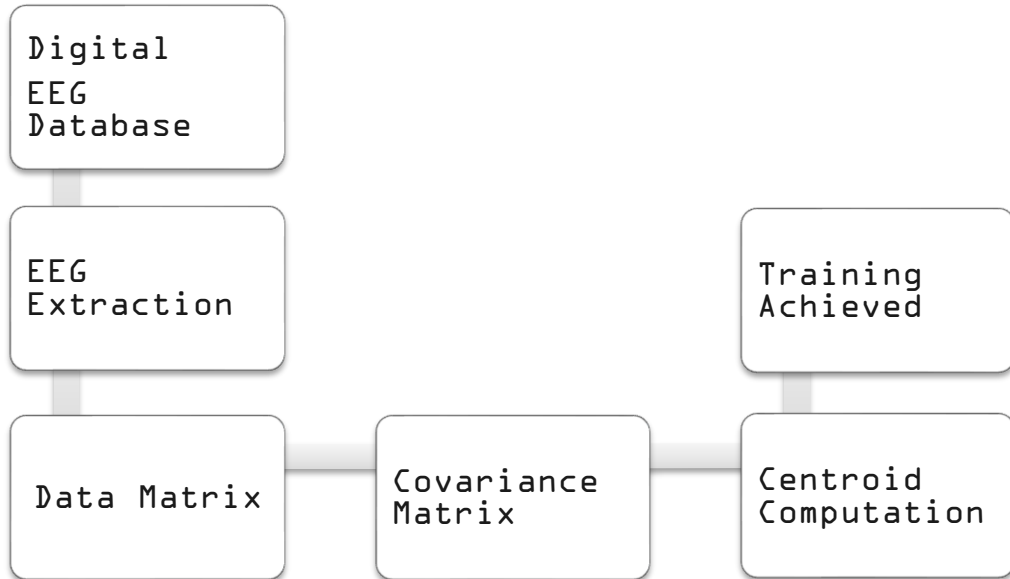 Digital
EEG
Database
EEG
Extraction
Data Matrix
Covariance
Matrix
Centroid
Computation
Training
Achieved